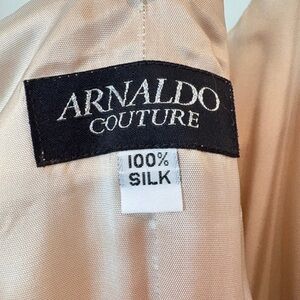 ARNALDO
COUTURE
100%
SILK